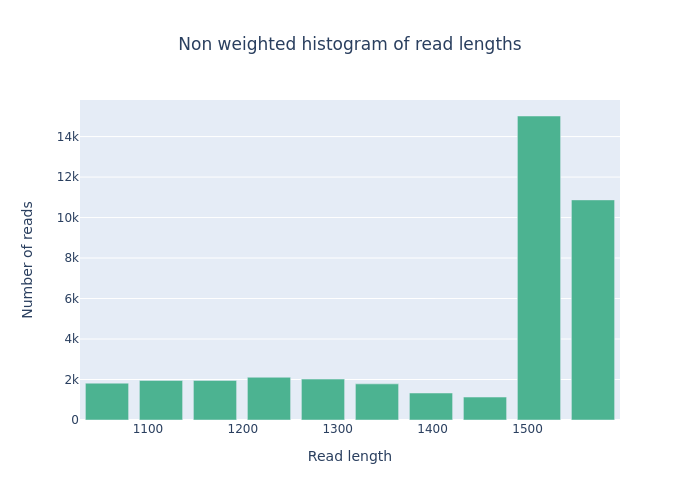 Non weighted histogram of read lengths
Number of reads
14k
12k
10k
8k
6k
4k
2k
0
1100 1200 1300 1400 1500
Read length